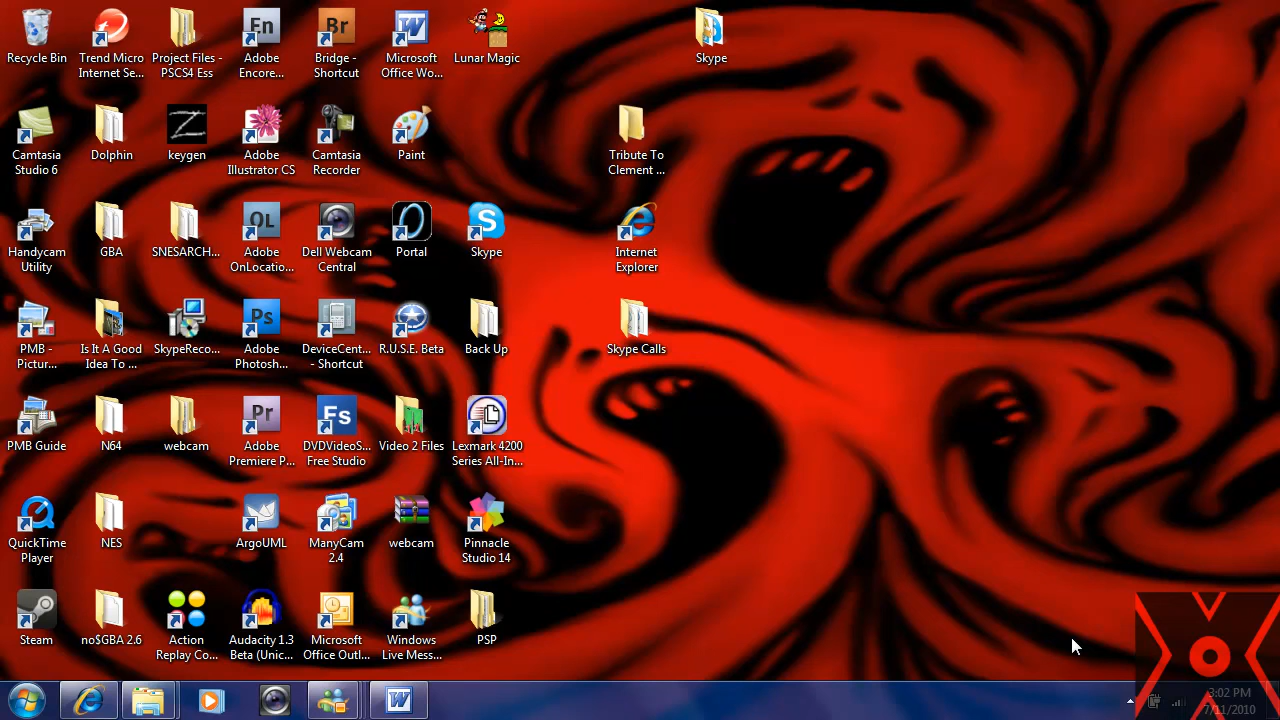 Recycle Bin
Trend Micro
Internet Se...
Project Files -
PSCS4 Ess
En
Adobe
Encore...
Br
Bridge -
Shortcut
Microsoft
Office Wo...
Lunar Magic
Skype
Camtasia
Studio 6
Dolphin
Z
keygen
Adobe
Illustrator CS
Camtasia
Recorder
Paint
Tribute To
Clement ...
Handycam
Utility
GBA
SNESARCH...
OL
Adobe
OnLocatio...
Dell Webcam
Central
Portal
S
Skype
Internet
Explorer
PMB -
Pictur...
Is It A Good
Idea To ...
SkypeReco...
Ps
Adobe
Photosh...
DeviceCent...
- Shortcut
R.U.S.E. Beta
Back Up
Skype Calls
PMB Guide
N64
webcam
Pr
Adobe
Premiere P...
Fs
DVDVideoS...
Free Studio
Video 2 Files
Lexmark 4200
Series All-In...
QuickTime
Player
NES
ArgoUML
ManyCam
2.4
webcam
Pinnacle
Studio 14
Steam
no$GBA 2.6
Action
Replay Co...
Audacity 1.3
Beta (Unic...
Microsoft
Office Outl...
Windows
Live Mess...
PSP
W
3:02 PM
7/11/2010